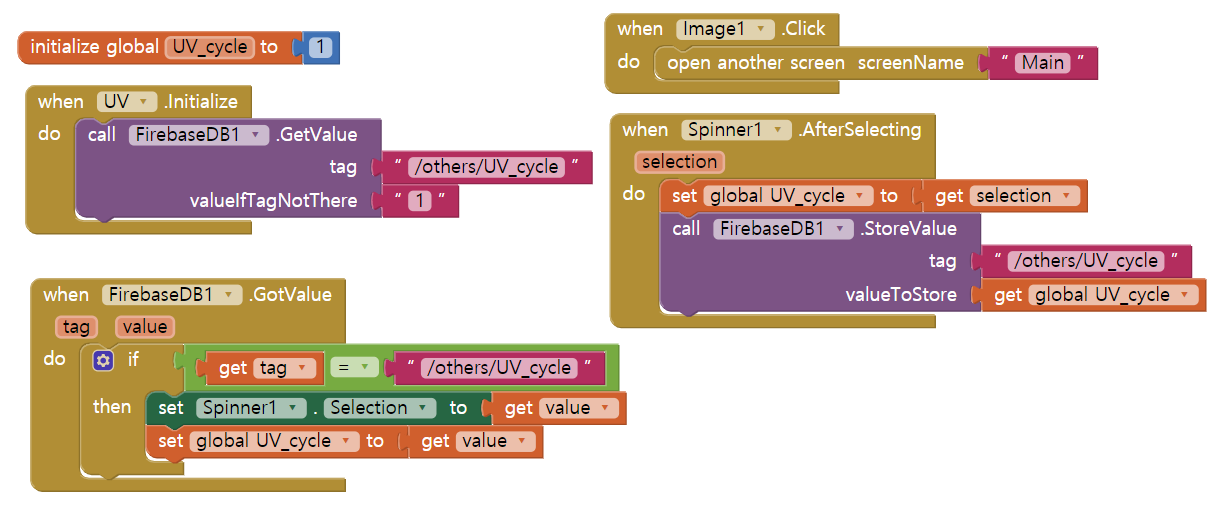 initialize global UV_cycle to 1
when UV .Initialize
do call FirebaseDB1 .GetValue
tag " /others/UV_cycle "
valueIfTagNotThere " 1 "
when FirebaseDB1 .GotValue
tag value
do if get tag = " /others/UV_cycle "
then set Spinner1 . Selection to get value
set global UV_cycle to get value
when Image1 .Click
do open another screen screenName " Main "
when Spinner1 .AfterSelecting
selection
do set global UV_cycle to get selection
call FirebaseDB1 .StoreValue
tag " /others/UV_cycle "
valueToStore get global UV_cycle